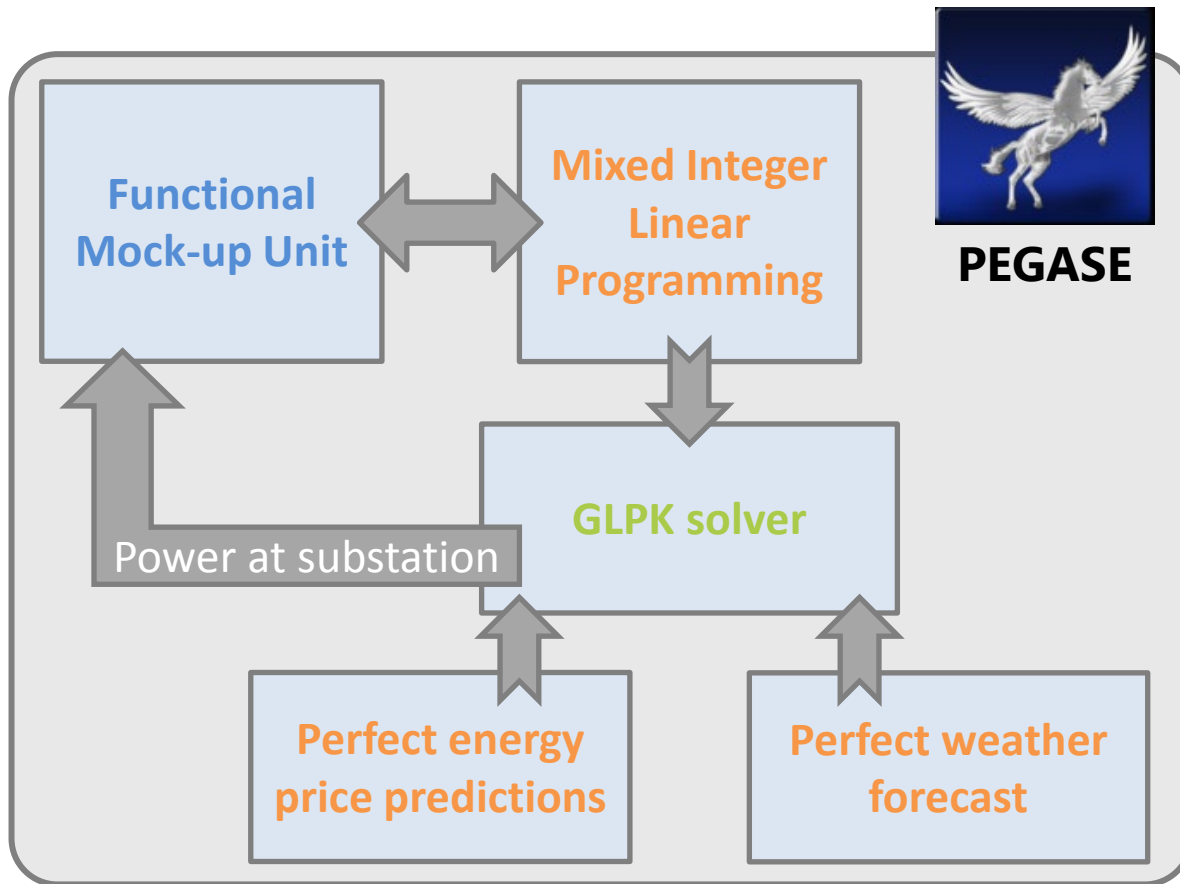 Functional
Mock-up Unit
Mixed Integer
Linear
Programming
PEGASE
GLPK solver
Power at substation
Perfect energy
price predictions
Perfect weather
forecast